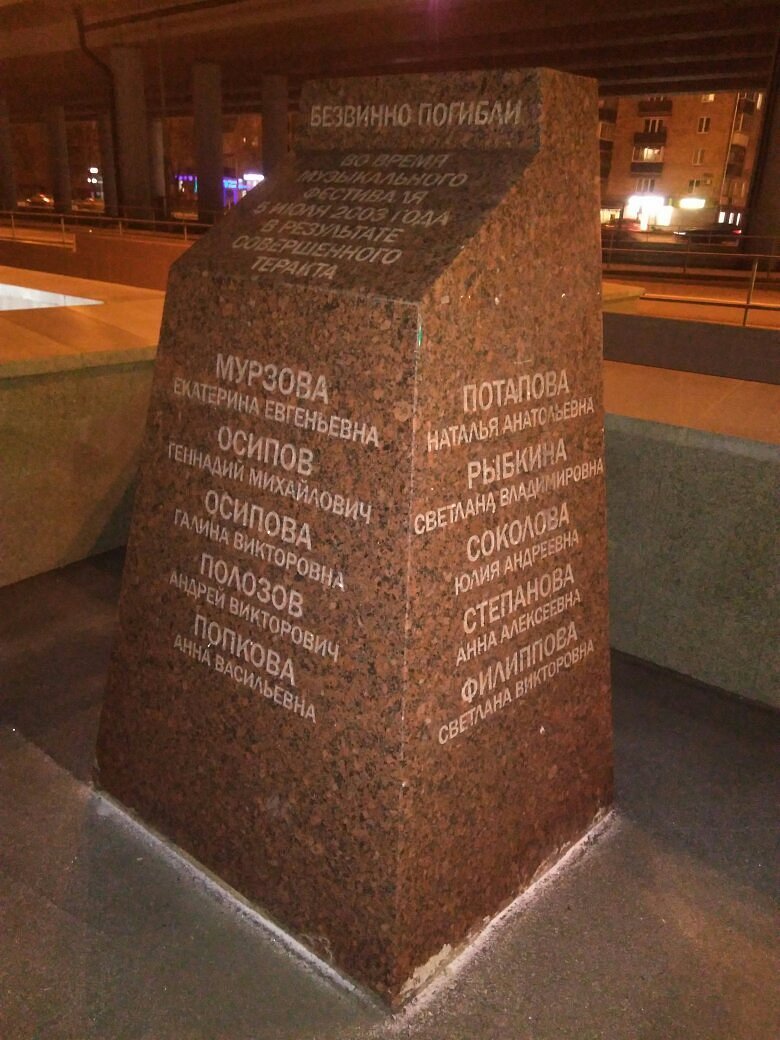 БЕЗВИННО ПОГИБЛИ
ВО ВРЕМЯ
МУЗЫКАЛЬНОГО
ФЕСТИВАЛЯ
5 ИЮЛЯ 2003 ГОДА
В РЕЗУЛЬТАТЕ
СОВЕРШЕННОГО
ТЕРАКТА
МУРЗОВА
ЕКАТЕРИНА ЕВГЕНЬЕВНА
ОСИПОВ
ГЕННАДИЙ МИХАЙЛОВИЧ
ОСИПОВА
ГАЛИНА ВИКТОРОВНА
ПОЛОЗОВ
АНДРЕЙ ВИКТОРОВИЧ
ПОПКОВА
АННА ВАСИЛЬЕВНА
ПОТАПОВА
НАТАЛЬЯ АНАТОЛЬЕВНА
РЫБКИНА
СВЕТЛАНА ВЛАДИМИРОВНА
СОКОЛОВА
ЮЛИЯ АНДРЕЕВНА
СТЕПАНОВА
АННА АЛЕКСЕЕВНА
ФИЛИППОВА
СВЕТЛАНА ВИКТОРОВНА